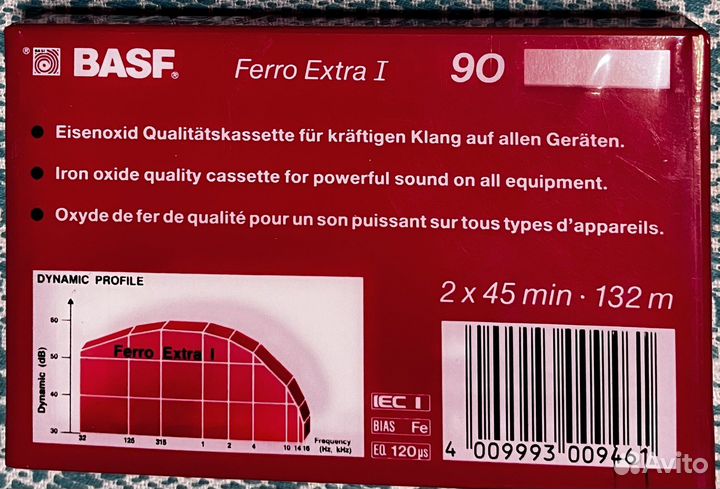 BASF® Ferro Extra I 90
Eisenoxid Qualitätskassette für kräftigen Klang auf allen Geräten.
Iron oxide quality cassette for powerful sound on all equipment.
Oxyde de fer de qualité pour un son puissant sur tous types d'appareils.
DYNAMIC PROFILE
Dynamic (dB)
60
50
40
30
Ferro Extra I
32 125 315 1 2 4 10 14 16
Frequency
(Hz, kHz)
2 x 45 min · 132 m
IEC I
BIAS Fe
EQ 120 µs
4 009993 009461
Avito